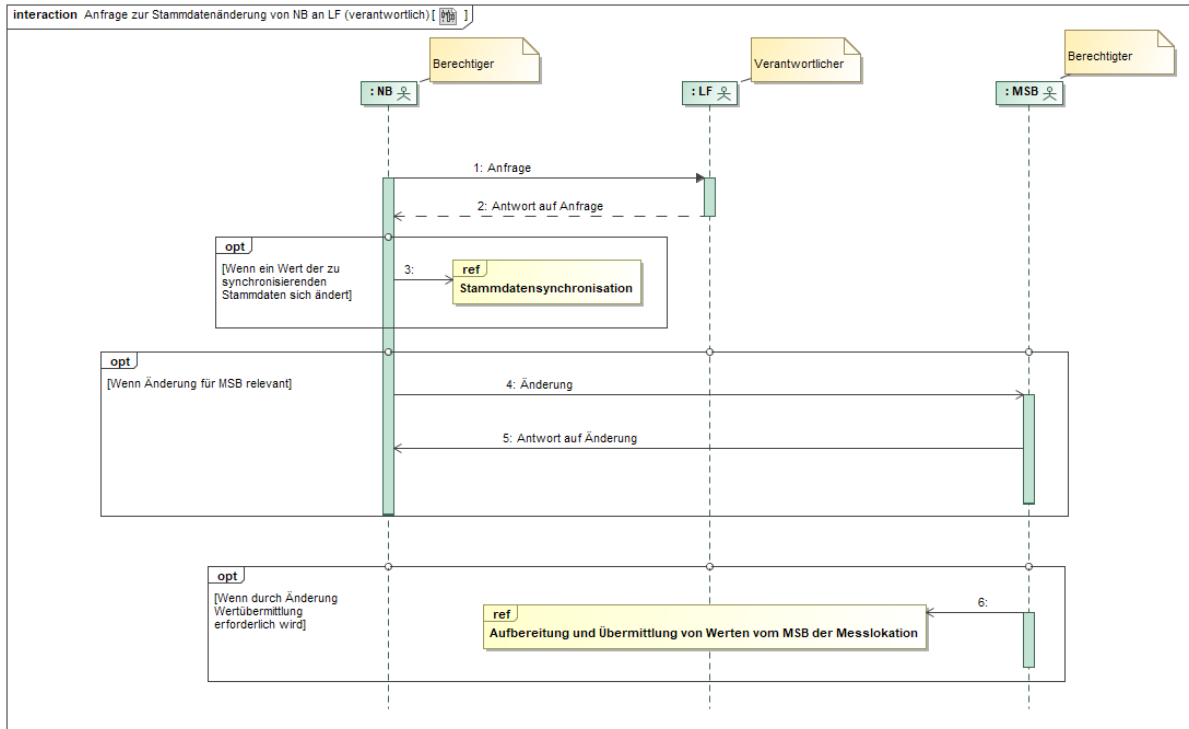 interaction Anfrage zur Stammdatenänderung von NB an LF (verantwortlich) [ ]
Berechtiger
Verantwortlicher
Berechtigter
: NB
: LF
: MSB
1: Anfrage
2: Antwort auf Anfrage
opt
[Wenn ein Wert der zu
synchronisierenden
Stammdaten sich ändert]
3:
ref
Stammdatensynchronisation
opt
[Wenn Änderung für MSB relevant]
4: Änderung
5: Antwort auf Änderung
opt
[Wenn durch Änderung
Wertübermittlung
erforderlich wird]
6:
ref
Aufbereitung und Übermittlung von Werten vom MSB der Messlokation